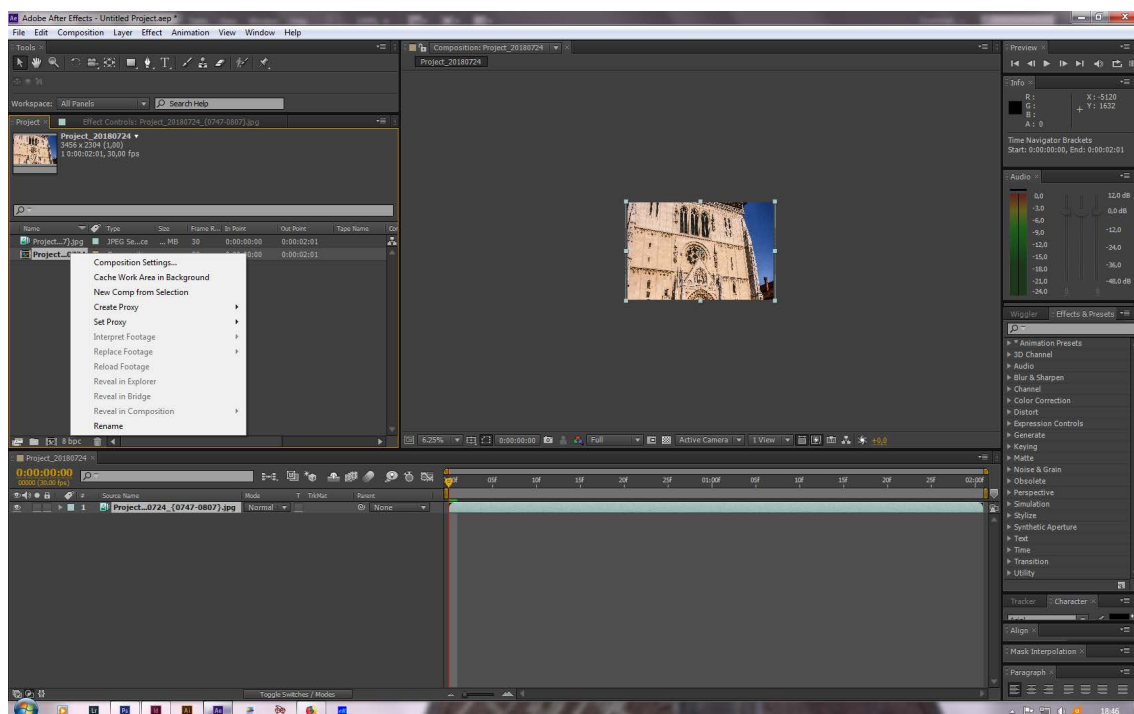 Adobe After Effects - Untitled Project.aep *
File Edit Composition Layer Effect Animation View Window Help
Tools
Workspace: All Panels Search Help
Project Effect Controls: Project_20180724_{0747-0807}.jpg
Project_20180724
3456 x 2304 (1,00)
1 0:00:02:01, 30,00 fps
Name Type Size Frame R... In Point Out Point Tape Name
Project...7}.jpg JPEG Se...ce ... MB 30 0:00:00:00 0:00:02:01
0:00:02:01
Composition Settings...
Cache Work Area in Background
New Comp from Selection
Create Proxy
Set Proxy
Interpret Footage
Replace Footage
Reload Footage
Reveal in Explorer
Reveal in Bridge
Reveal in Composition
Rename
8 bpc
Composition: Project_20180724
Project_20180724
6.25% 0:00:00:00 Full Active Camera 1 View +0,0
Preview
Info
R: X: -5120
G: Y: 1632
B:
A: 0
Time Navigator Brackets
Start: 0:00:00:00, End: 0:00:02:01
Audio
0,0 12,0 dB
-3,0 0,0 dB
-6,0
-9,0 -12,0
-12,0 -24,0
-15,0
-18,0 -36,0
-21,0 -48,0 dB
-24,0
Wiggler Effects & Presets
* Animation Presets
3D Channel
Audio
Blur & Sharpen
Channel
Color Correction
Distort
Expression Controls
Generate
Keying
Matte
Noise & Grain
Obsolete
Perspective
Simulation
Stylize
Synthetic Aperture
Text
Time
Transition
Utility
Tracker Character
Align
Mask Interpolation
Paragraph
Project_20180724
0:00:00:00
00000 (30.00 fps)
05f 10f 15f 20f 25f 01:00f 05f 10f 15f 20f 25f 02:00f
# Source Name Mode T TrkMat Parent
1 Project...0724_{0747-0807}.jpg Normal None
Toggle Switches / Modes
Lr Ps Id Ai Ae
18:46